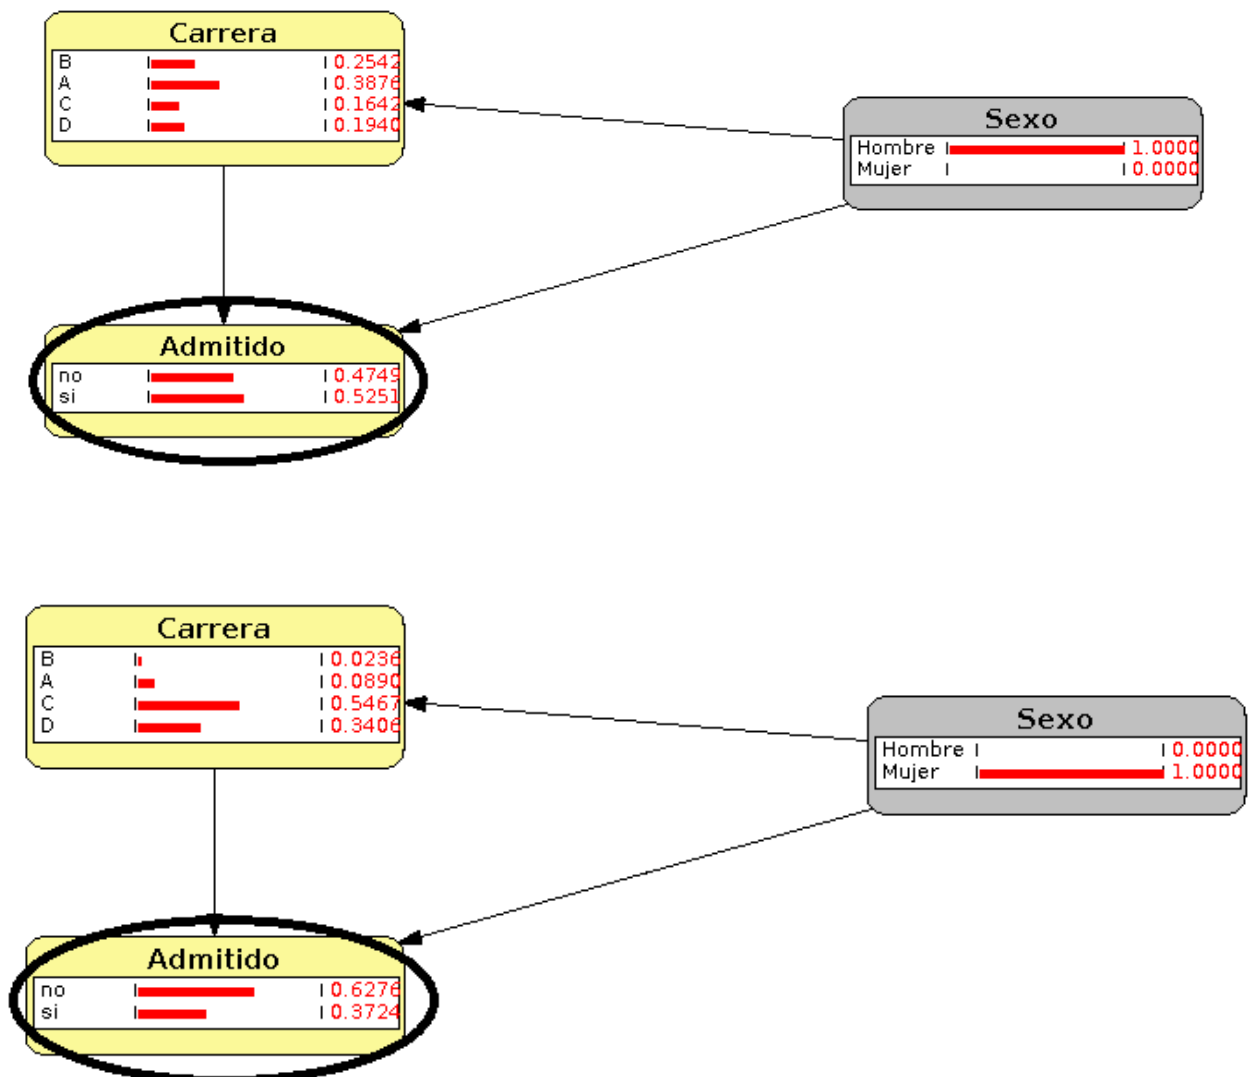 Carrera
B 0.2542
A 0.3876
C 0.1642
D 0.1940
Sexo
Hombre 1.0000
Mujer 0.0000
Admitido
no 0.4749
si 0.5251
Carrera
B 0.0236
A 0.0890
C 0.5467
D 0.3406
Sexo
Hombre 0.0000
Mujer 1.0000
Admitido
no 0.6276
si 0.3724